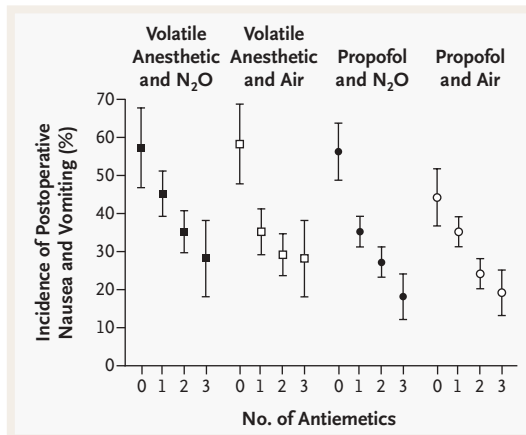 Volatile
Anesthetic
and N₂O
Volatile
Anesthetic
and Air
Propofol
and N₂O
Propofol
and Air
Incidence of Postoperative
Nausea and Vomiting (%)
70
60
50
40
30
20
10
0
0 1 2 3 0 1 2 3 0 1 2 3 0 1 2 3
No. of Antiemetics